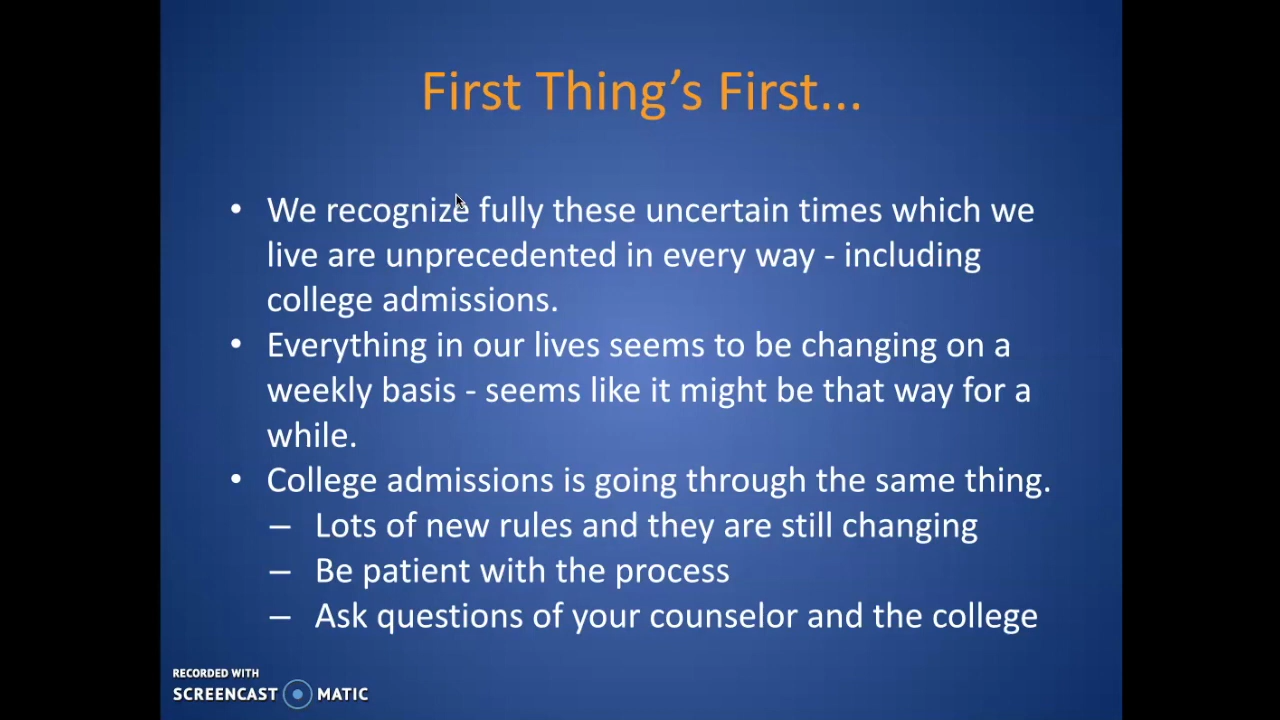 First Thing’s First...
• We recognize fully these uncertain times which we
live are unprecedented in every way - including
college admissions.
• Everything in our lives seems to be changing on a
weekly basis - seems like it might be that way for a
while.
• College admissions is going through the same thing.
– Lots of new rules and they are still changing
– Be patient with the process
– Ask questions of your counselor and the college
RECORDED WITH
SCREENCAST MATIC